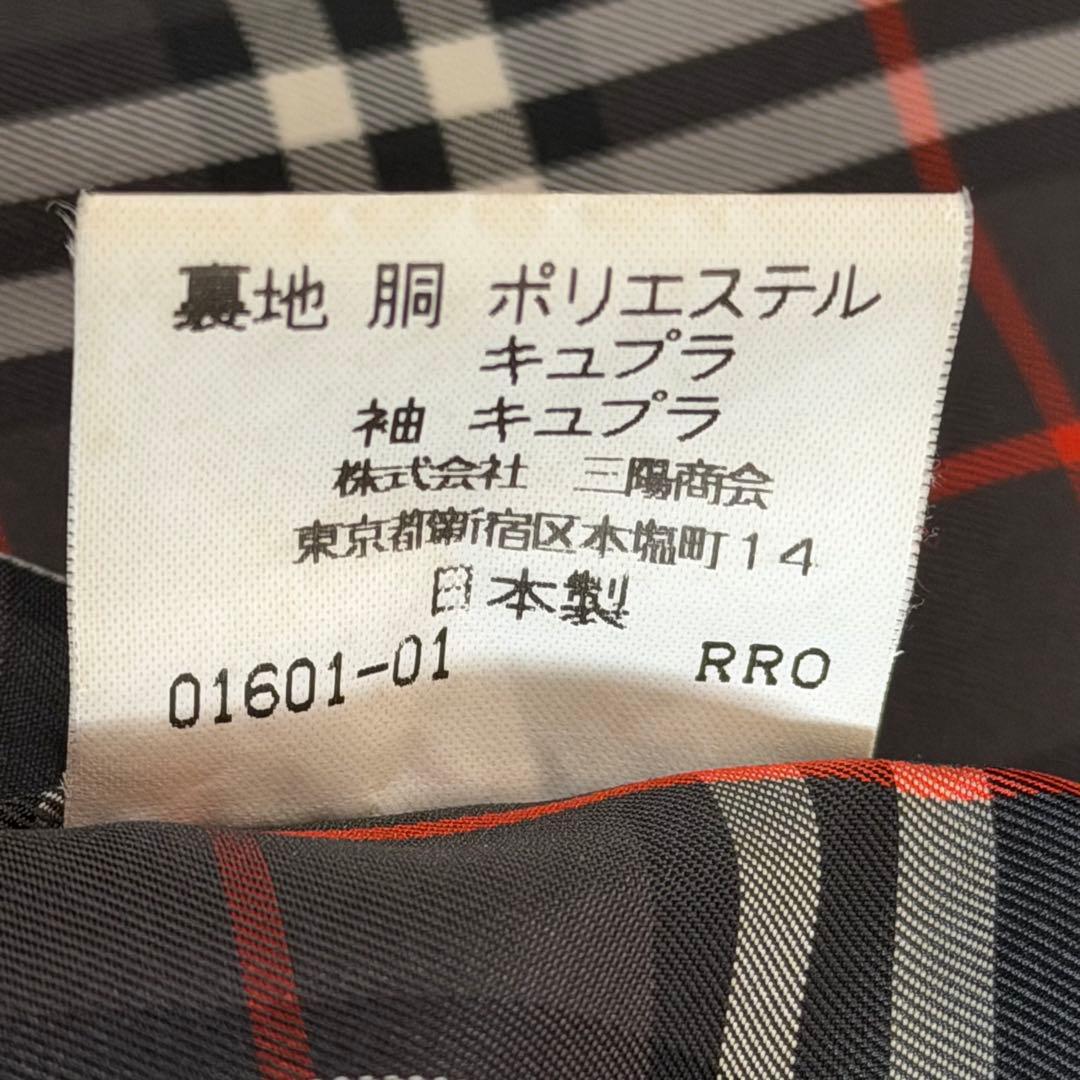 裏地 胴 ポリエステル
キュプラ
袖 キュプラ
株式会社 三陽商会
東京都新宿区本塩町14
日本製
01601-01 RRO